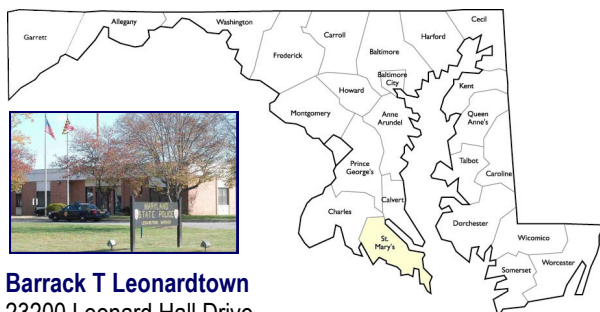 Garrett
Allegany
Washington
Frederick
Carroll
Baltimore
Harford
Cecil
Baltimore
City
Howard
Kent
Montgomery
Anne
Arundel
Queen
Anne's
Prince
George's
Talbot
Caroline
Charles
Calvert
St.
Mary's
Dorchester
Wicomico
Somerset
Worcester
MARYLAND
STATE POLICE
Barrack T Leonardtown
23200 Leonard Hall Drive